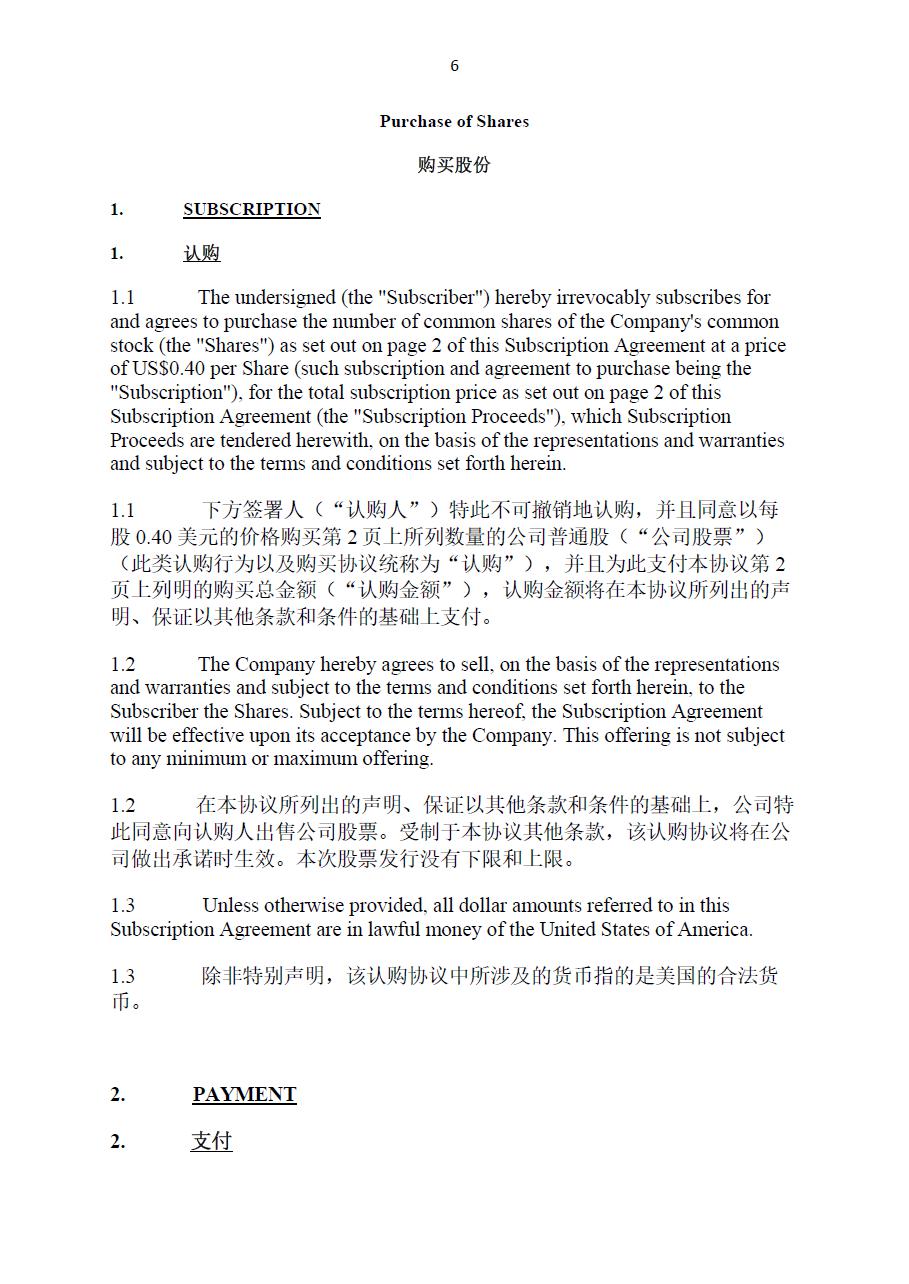 6
Purchase of Shares
购买股份
1. SUBSCRIPTION
1. 认购
1.1 The undersigned (the "Subscriber") hereby irrevocably subscribes for
and agrees to purchase the number of common shares of the Company's common
stock (the "Shares") as set out on page 2 of this Subscription Agreement at a price
of US$0.40 per Share (such subscription and agreement to purchase being the
"Subscription"), for the total subscription price as set out on page 2 of this
Subscription Agreement (the "Subscription Proceeds"), which Subscription
Proceeds are tendered herewith, on the basis of the representations and warranties
and subject to the terms and conditions set forth herein.
1.1 下方签署人（“认购人”）特此不可撤销地认购，并且同意以每
股 0.40 美元的价格购买第 2 页上所列数量的公司普通股（“公司股票”）
（此类认购行为以及购买协议统称为“认购”），并且为此支付本协议第 2
页上列明的购买总金额（“认购金额”），认购金额将在本协议所列出的声
明、保证以其他条款和条件的基础上支付。
1.2 The Company hereby agrees to sell, on the basis of the representations
and warranties and subject to the terms and conditions set forth herein, to the
Subscriber the Shares. Subject to the terms hereof, the Subscription Agreement
will be effective upon its acceptance by the Company. This offering is not subject
to any minimum or maximum offering.
1.2 在本协议所列出的声明、保证以其他条款和条件的基础上，公司特
此同意向认购人出售公司股票。受制于本协议其他条款，该认购协议将在公
司做出承诺时生效。本次股票发行没有下限和上限。
1.3 Unless otherwise provided, all dollar amounts referred to in this
Subscription Agreement are in lawful money of the United States of America.
1.3 除非特别声明，该认购协议中所涉及的货币指的是美国的合法货
币。
2. PAYMENT
2. 支付